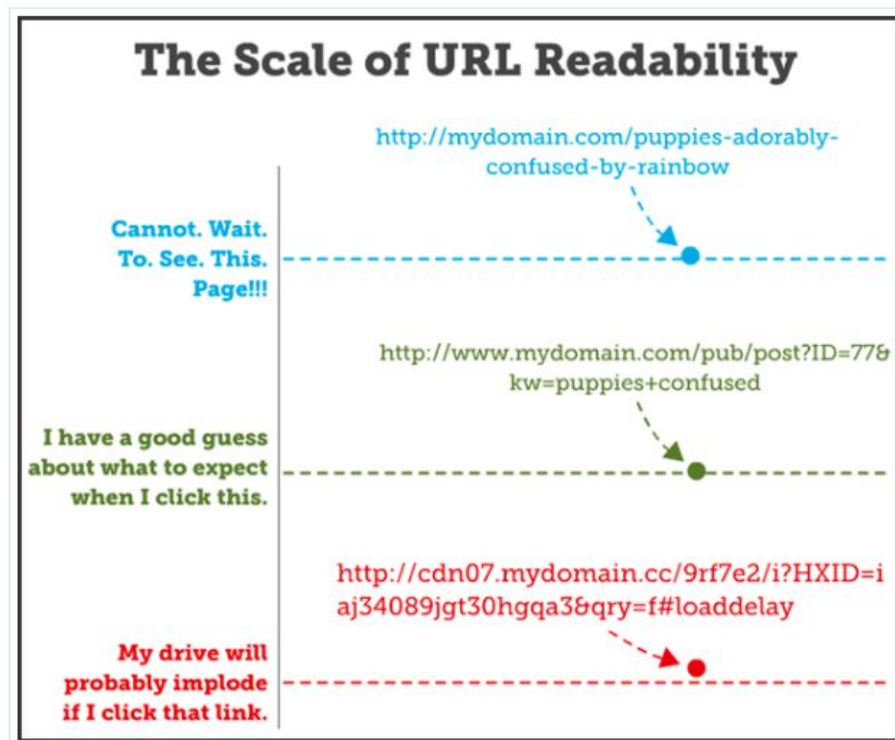 The Scale of URL Readability
http://mydomain.com/puppies-adorably-
confused-by-rainbow
Cannot. Wait.
To. See. This.
Page!!!
http://www.mydomain.com/pub/post?ID=77&
kw=puppies+confused
I have a good guess
about what to expect
when I click this.
http://cdn07.mydomain.cc/9rf7e2/i?HXID=i
aj34089jgt30hgqa3&qry=f#loaddelay
My drive will
probably implode
if I click that link.